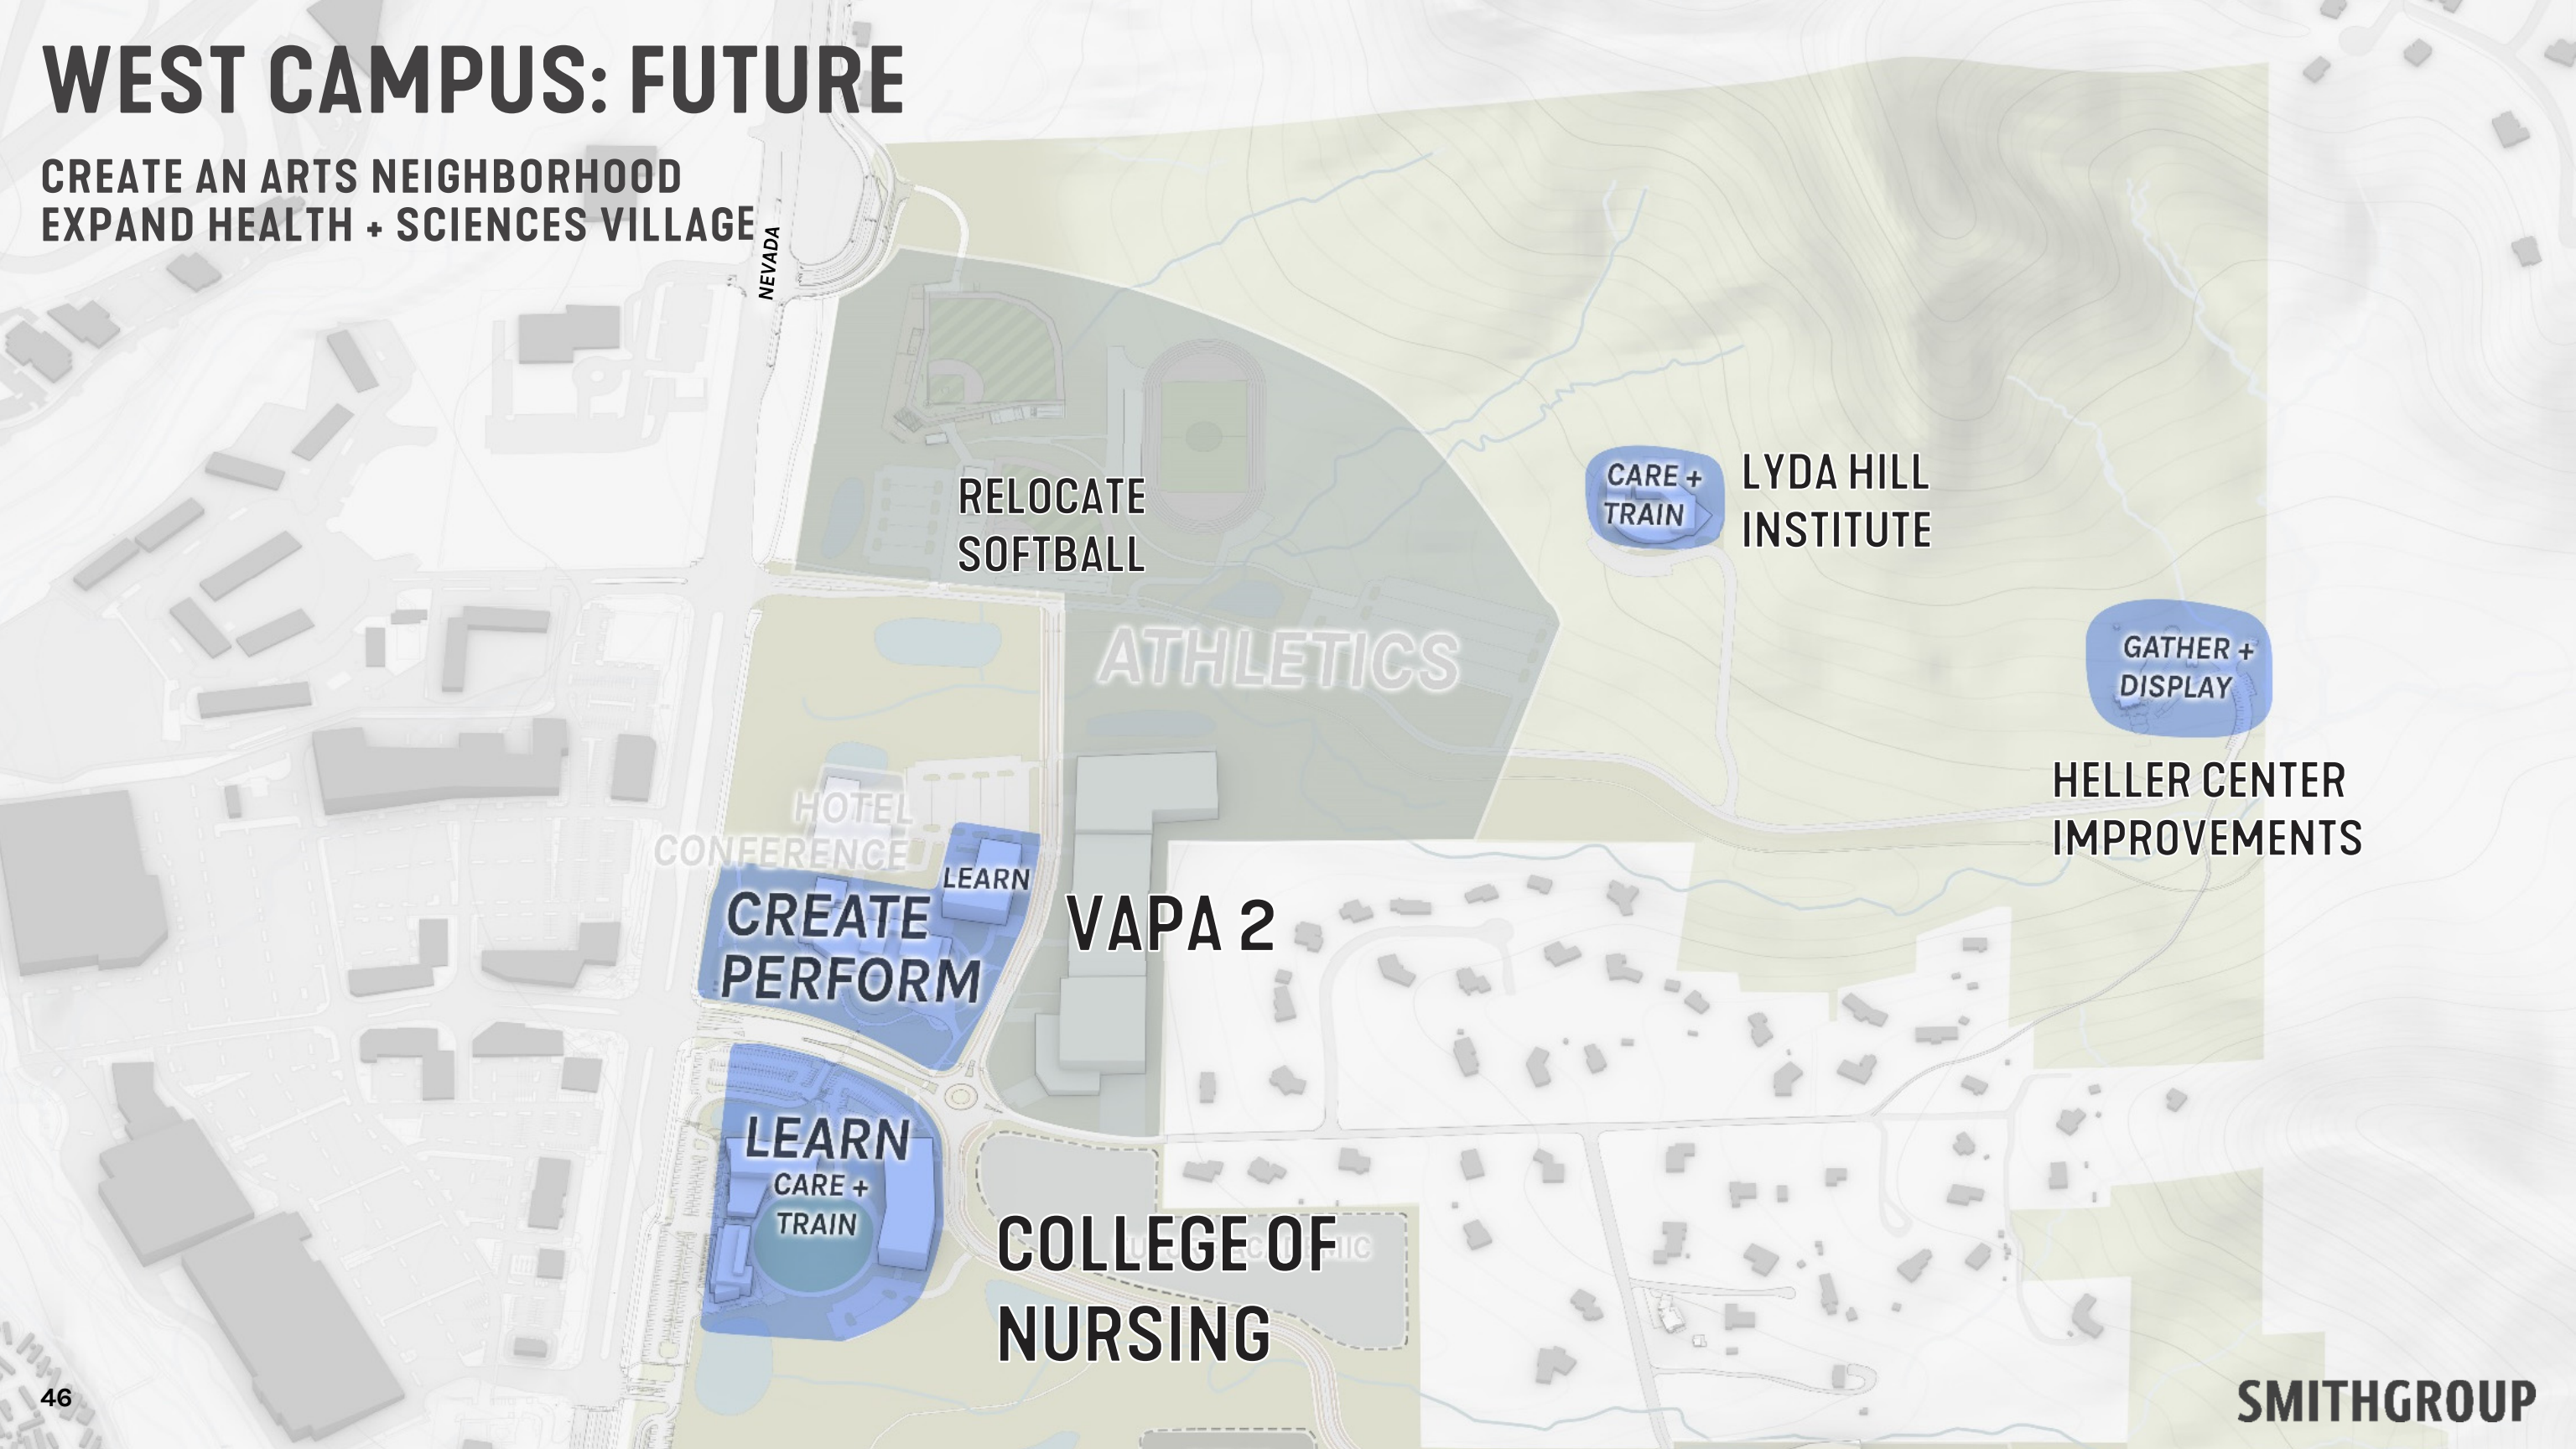 WEST CAMPUS: FUTURE
CREATE AN ARTS NEIGHBORHOOD
EXPAND HEALTH + SCIENCES VILLAGE
NEVADA
RELOCATE
SOFTBALL
CARE +
TRAIN
LYDA HILL
INSTITUTE
ATHLETICS
GATHER +
DISPLAY
HELLER CENTER
IMPROVEMENTS
HOTEL
CONFERENCE
LEARN
CREATE
PERFORM
VAPA 2
LEARN
CARE +
TRAIN
COLLEGE OF
NURSING
46
SMITHGROUP